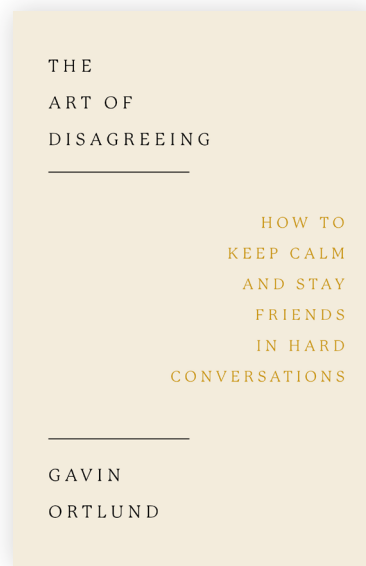 THE
ART OF
DISAGREEING
HOW TO
KEEP CALM
AND STAY
FRIENDS
IN HARD
CONVERSATIONS
GAVIN
ORTLUND